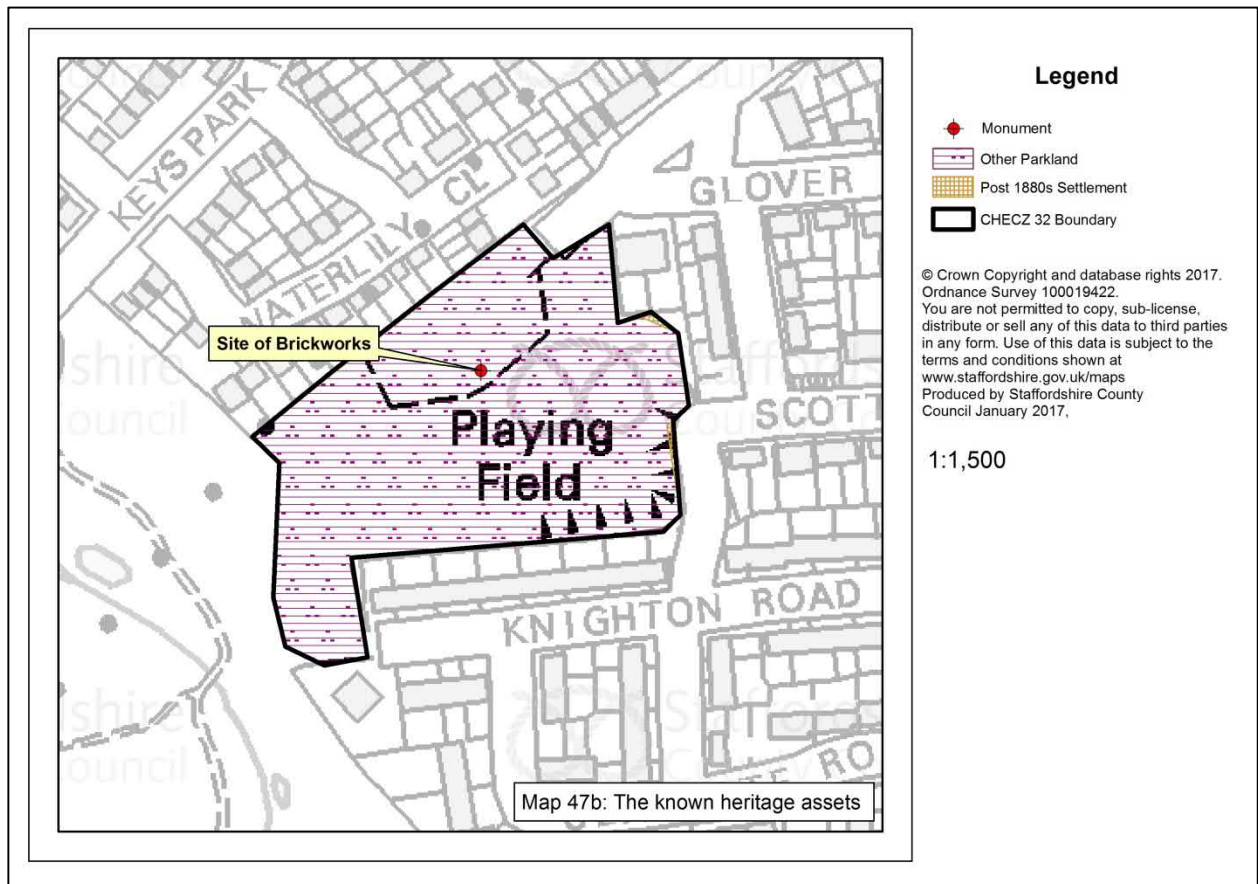 KEYS PARK
WATERLILY CL
GLOVER
Site of Brickworks
Playing
Field
SCOTT
KNIGHTON ROAD
RO
Map 47b: The known heritage assets
Legend
Monument
Other Parkland
Post 1880s Settlement
CHECZ 32 Boundary
© Crown Copyright and database rights 2017.
Ordnance Survey 100019422.
You are not permitted to copy, sub-license,
distribute or sell any of this data to third parties
in any form. Use of this data is subject to the
terms and conditions shown at
www.staffordshire.gov.uk/maps
Produced by Staffordshire County
Council January 2017,
1:1,500